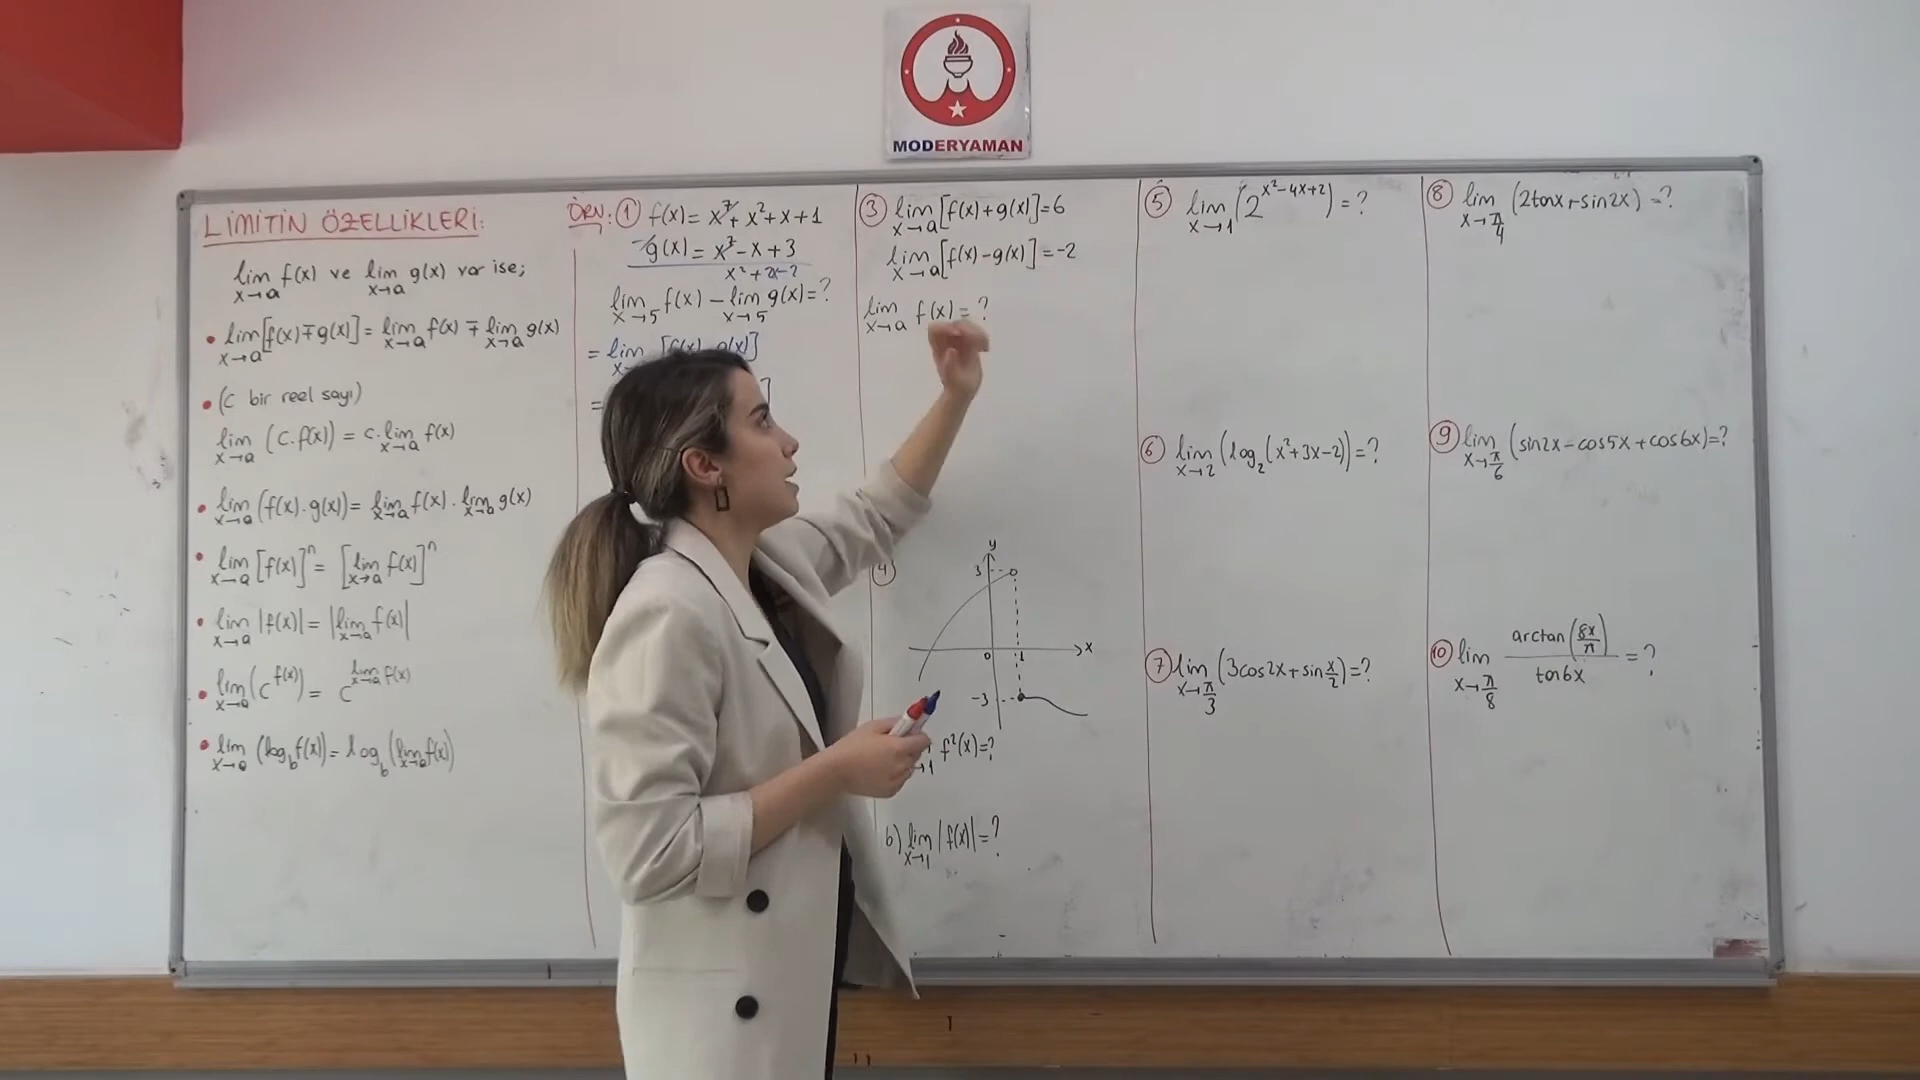 MODERYAMAN
LİMİTİN ÖZELLİKLERİ:
lim x→a f(x) ve lim x→a g(x) var ise;
• lim x→a [f(x)∓g(x)] = lim x→a f(x) ∓ lim x→a g(x)
• (c bir reel sayı)
lim x→a (c.f(x)) = c.lim x→a f(x)
• lim x→a (f(x).g(x)) = lim x→a f(x) . lim x→a g(x)
• lim x→a [f(x)]ⁿ = [lim x→a f(x)]ⁿ
• lim x→a |f(x)| = |lim x→a f(x)|
• lim x→a (c^f(x)) = c^(lim x→a f(x))
• lim x→a (log_b f(x)) = log_b (lim x→a f(x))
ÖRN: ① f(x) = x⁷ + x² + x + 1
-g(x) = x⁷ - x + 3
x² + 2x - 2
lim x→5 f(x) - lim x→5 g(x) = ?
= lim [f(x) g(x)]
=
③ lim x→a [f(x)+g(x)] = 6
lim x→a [f(x)-g(x)] = -2
lim x→a f(x) = ?
④
y
3
0 1 x
-3
→1 f²(x) = ?
b) lim x→1 |f(x)| = ?
⑤ lim x→1 (2^(x²-4x+2)) = ?
⑥ lim x→2 (log₂(x²+3x-2)) = ?
⑦ lim x→π/3 (3cos2x + sin x/2) = ?
⑧ lim x→π/4 (2tanx + sin2x) = ?
⑨ lim x→π/6 (sin2x - cos5x + cos6x) = ?
⑩ lim x→π/8 arctan(8x/π) / tan6x = ?